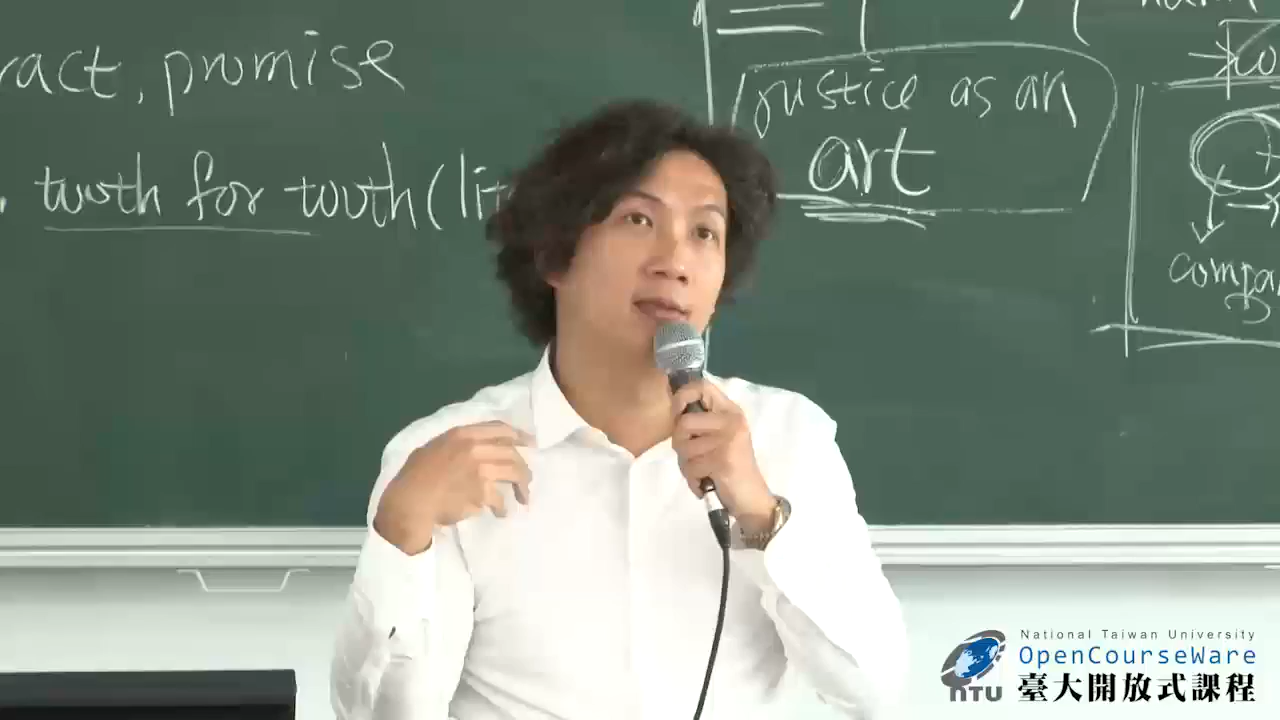 ract, promise
tooth for tooth (lit
justice as an
art
compa
National Taiwan University
OpenCourseWare
臺大開放式課程
NTU